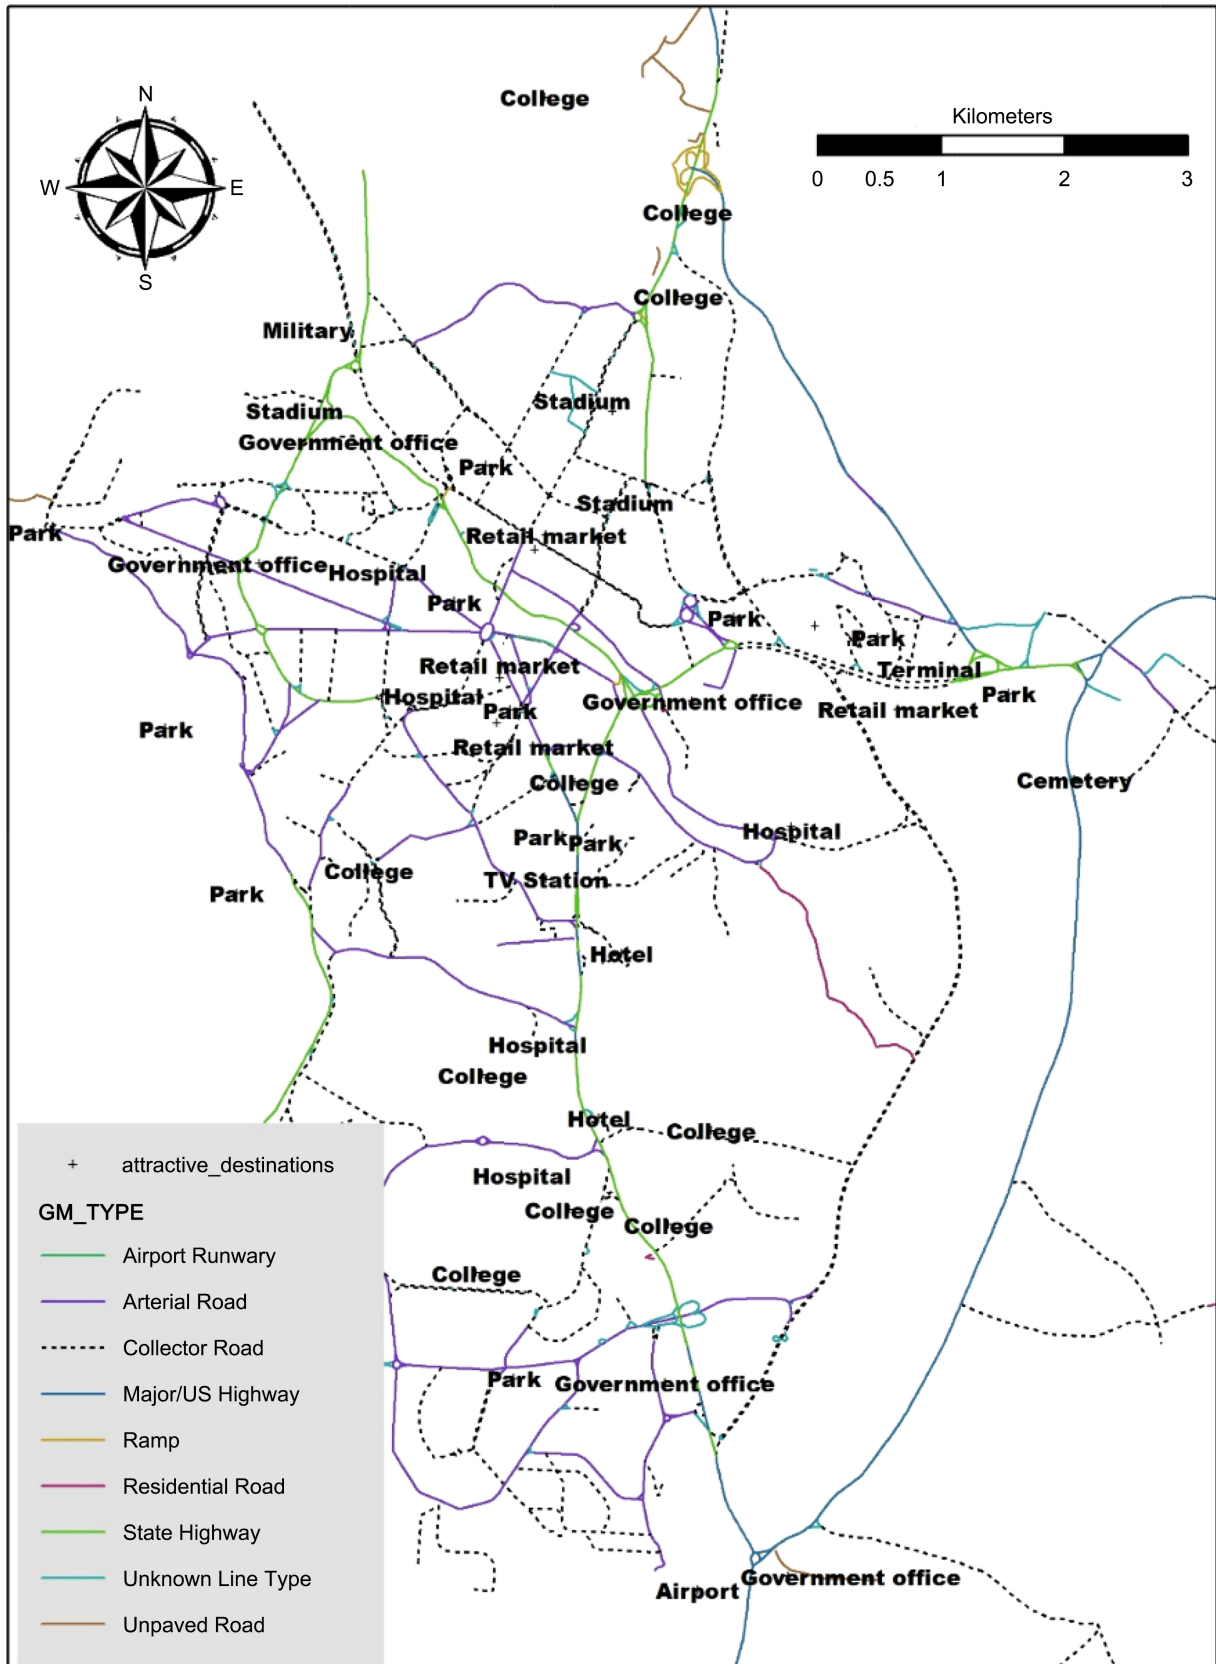 College
Kilometers
0 0.5 1 2 3
N
W E
S
College
College
Military
Stadium
Stadium
Government office
Park
Stadium
Park
Retail market
Government office
Hospital
Park
Park
Park
Retail market
Terminal
Hospital
Park
Government office
Park
Retail market
Park
Retail market
College
Cemetery
Park
Park
Hospital
College
TV Station
Park
Hotel
Hospital
College
Hotel
College
Hospital
College
College
College
Park
Government office
Airport
Government office
attractive_destinations
GM_TYPE
Airport Runwary
Arterial Road
Collector Road
Major/US Highway
Ramp
Residential Road
State Highway
Unknown Line Type
Unpaved Road